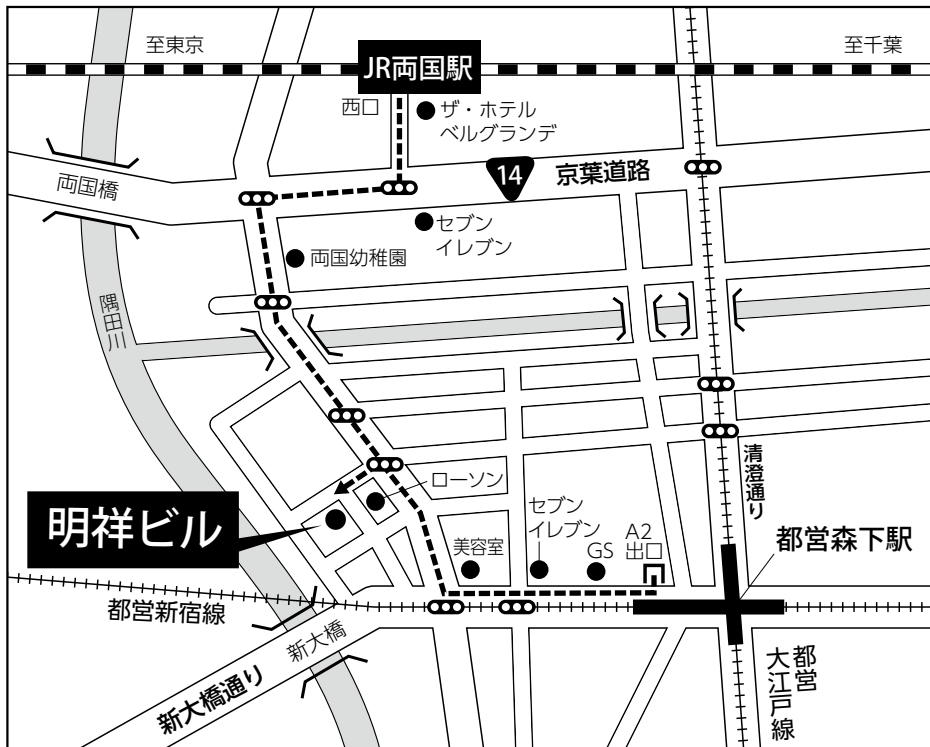 至東京
JR両国駅
至千葉
西口
ザ・ホテル
ベルグランデ
14
京葉道路
両国橋
セブン
イレブン
両国幼稚園
隅田川
ローソン
清澄通り
明祥ビル
セブン
イレブン
A2
出口
美容室
GS
都営森下駅
都営新宿線
新大橋
新大橋通り
都営
大江戸線